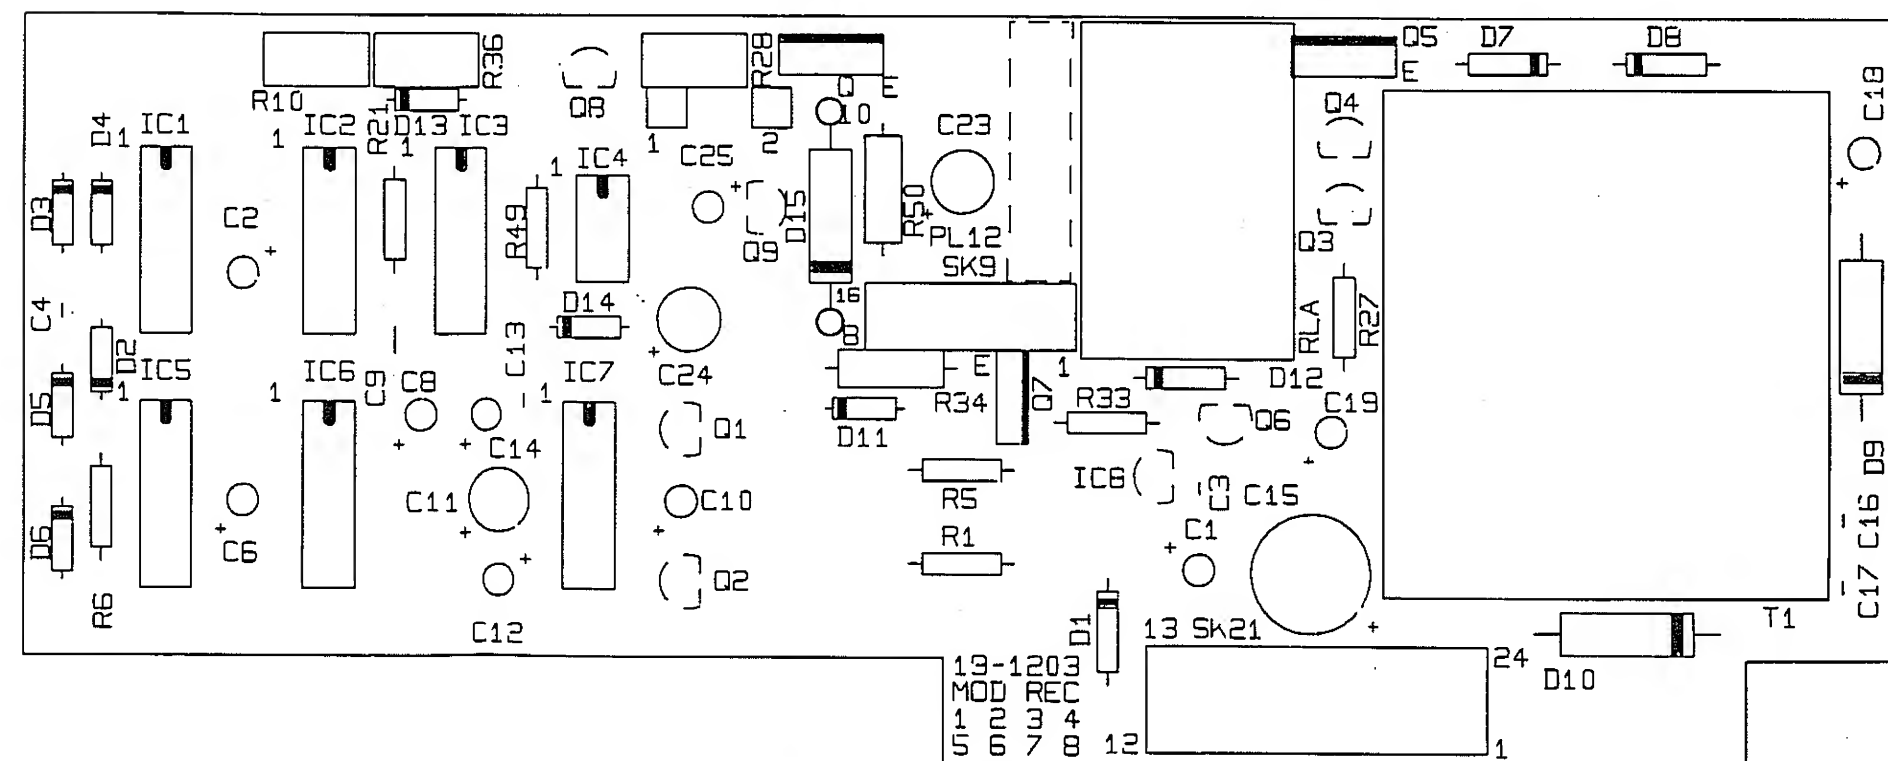 R10
R36
Q8
R28
Q
10
E
Q5
E
D7
D8
C18
D4
1
IC1
1
IC2
R21
D13
1
IC3
1
IC4
1
2
C25
C23
Q4
D3
C2
+
R49
+
Q9
D15
R50
+
PL12
SK9
Q3
+
C4
D2
C9
C13
D14
+
C24
16
8
E
1
RLA
R27
D5
1
IC5
1
IC6
C8
+
+
C14
1
IC7
Q1
D11
R34
Q7
R33
D12
Q6
C19
+
D9
D6
R6
+
C6
C11
+
+
C12
C10
+
Q2
R5
R1
IC8
C3
C15
+
C1
+
C16
C17
T1
D1
13 SK21
24
D10
19-1203
MOD REC
1 2 3 4
5 6 7 8
12
1